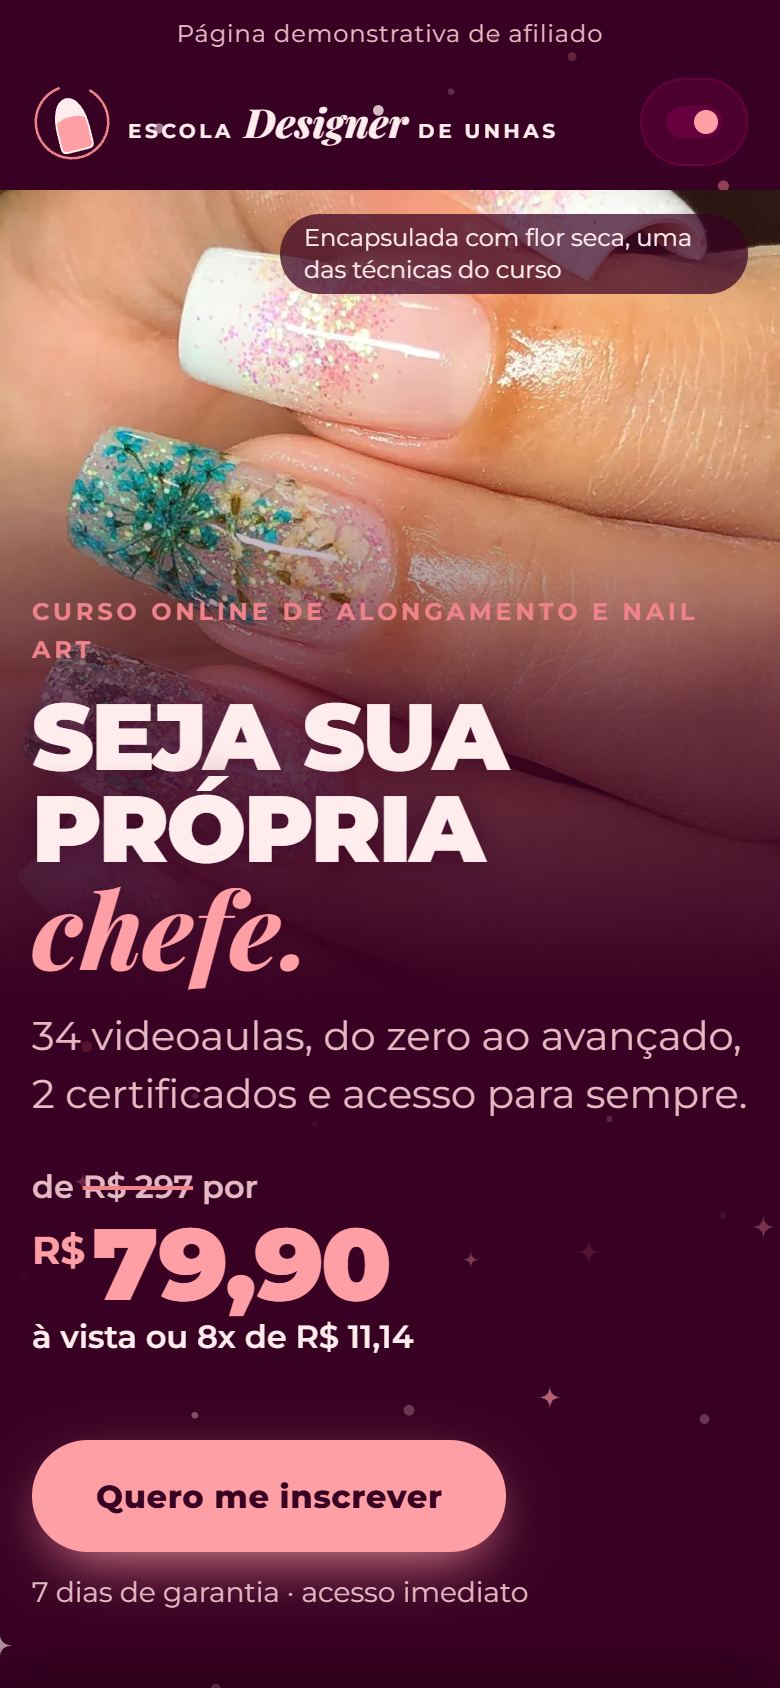 Página demonstrativa de afiliado
ESCOLA Designer DE UNHAS
Encapsulada com flor seca, uma
das técnicas do curso
CURSO ONLINE DE ALONGAMENTO E NAIL
ART
SEJA SUA
PRÓPRIA
chefe.
34 videoaulas, do zero ao avançado,
2 certificados e acesso para sempre.
de R$ 297 por
R$ 79,90
à vista ou 8x de R$ 11,14
Quero me inscrever
7 dias de garantia · acesso imediato